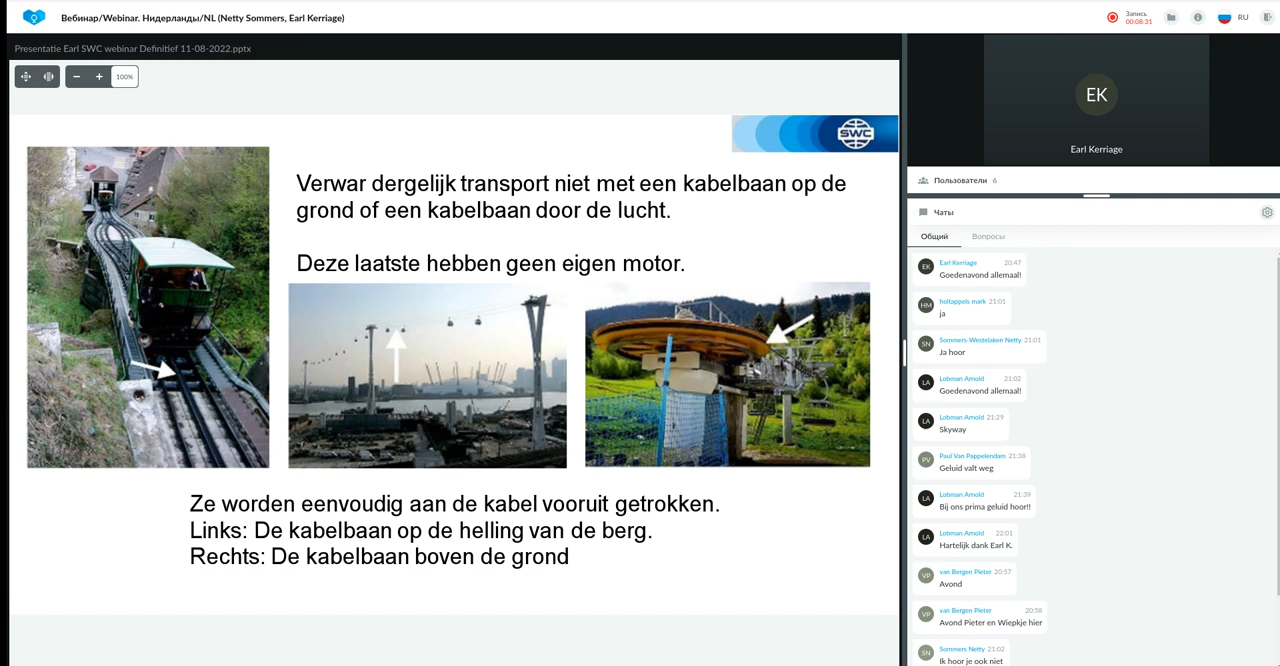 Вебинар/Webinar. Нидерланды/NL (Netty Sommers, Earl Kerriage)
Запись
00:08:31
RU
Presentatie Earl SWC webinar Definitief 11-08-2022.pptx
100%
SWC
Verwar dergelijk transport niet met een kabelbaan op de
grond of een kabelbaan door de lucht.
Deze laatste hebben geen eigen motor.
Ze worden eenvoudig aan de kabel vooruit getrokken.
Links: De kabelbaan op de helling van de berg.
Rechts: De kabelbaan boven de grond
EK
Earl Kerriage
Пользователи 6
Чаты
Общий Вопросы
EK Earl Kerriage 20:47
Goedenavond allemaal!
HM holtappels mark 21:01
ja
SN Sommers-Westelaken Netty 21:01
Ja hoor
LA Lobman Arnold 21:02
Goedenavond allemaal!
LA Lobman Arnold 21:29
Skyway
PV Paul Van Pappelendam 21:38
Geluid valt weg
LA Lobman Arnold 21:39
Bij ons prima geluid hoor!!
LA Lobman Arnold 22:01
Hartelijk dank Earl K.
VP van Bergen Pieter 20:57
Avond
VP van Bergen Pieter 20:58
Avond Pieter en Wiepkje hier
SN Sommers Netty 21:02
Ik hoor je ook niet